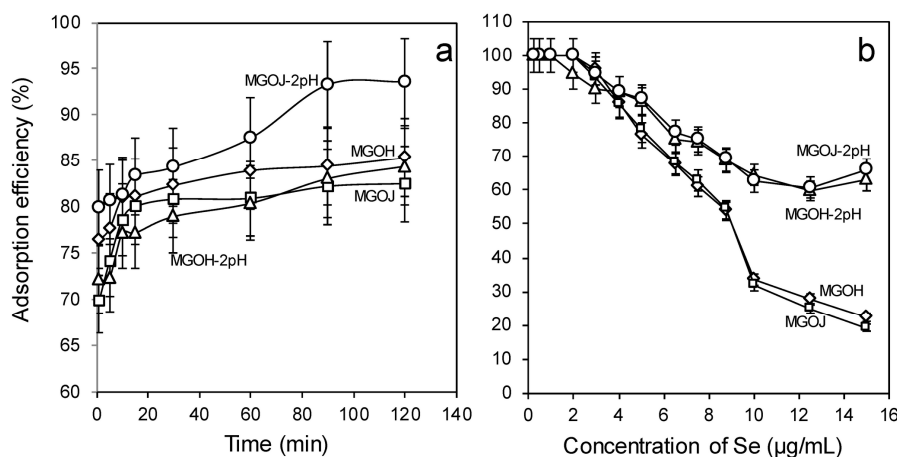 a
b
Adsorption efficiency (%)
100
95
90
85
80
75
70
65
60
0
20
40
60
80
100
120
140
Time (min)
MGOJ-2pH
MGOH
MGOJ
MGOH-2pH
100
90
80
70
60
50
40
30
20
10
0
0
2
4
6
8
10
12
14
16
Concentration of Se (µg/mL)
MGOJ-2pH
MGOH-2pH
MGOH
MGOJ